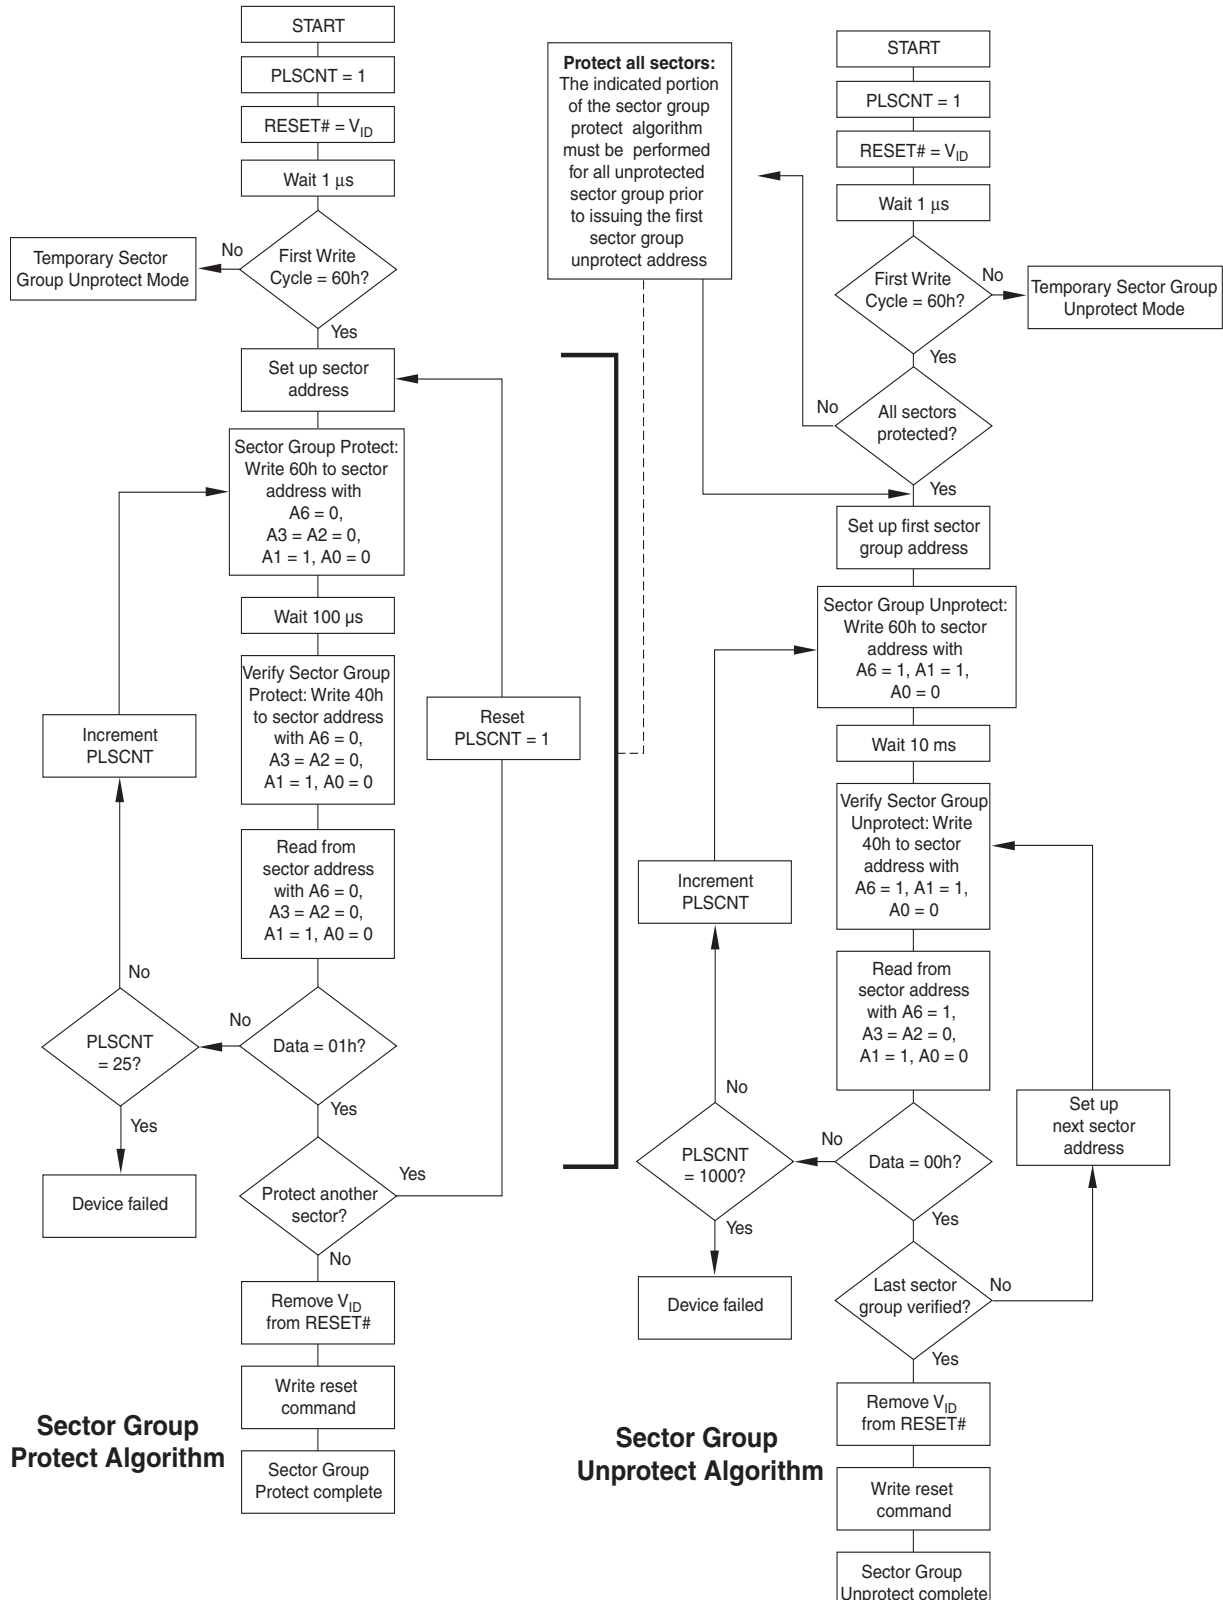 START
PLSCNT = 1
RESET# = VID
Wait 1 μs
First Write
Cycle = 60h?
No
Temporary Sector
Group Unprotect Mode
Yes
Set up sector
address
Sector Group Protect:
Write 60h to sector
address with
A6 = 0,
A3 = A2 = 0,
A1 = 1, A0 = 0
Wait 100 µs
Verify Sector Group
Protect: Write 40h
to sector address
with A6 = 0,
A3 = A2 = 0,
A1 = 1, A0 = 0
Increment
PLSCNT
Reset
PLSCNT = 1
Read from
sector address
with A6 = 0,
A3 = A2 = 0,
A1 = 1, A0 = 0
No
PLSCNT
= 25?
No
Data = 01h?
Yes
Yes
Device failed
Protect another
sector?
Yes
No
Remove VID
from RESET#
Write reset
command
Sector Group
Protect complete
Sector Group
Protect Algorithm
Protect all sectors:
The indicated portion
of the sector group
protect algorithm
must be performed
for all unprotected
sector group prior
to issuing the first
sector group
unprotect address
START
PLSCNT = 1
RESET# = VID
Wait 1 μs
First Write
Cycle = 60h?
No
Temporary Sector Group
Unprotect Mode
Yes
No
All sectors
protected?
Yes
Set up first sector
group address
Sector Group Unprotect:
Write 60h to sector
address with
A6 = 1, A1 = 1,
A0 = 0
Wait 10 ms
Verify Sector Group
Unprotect: Write
40h to sector
address with
A6 = 1, A1 = 1,
A0 = 0
Increment
PLSCNT
Read from
sector address
with A6 = 1,
A3 = A2 = 0,
A1 = 1, A0 = 0
No
Set up
next sector
address
PLSCNT
= 1000?
No
Data = 00h?
Yes
Yes
Device failed
Last sector
group verified?
No
Yes
Remove VID
from RESET#
Write reset
command
Sector Group
Unprotect complete
Sector Group
Unprotect Algorithm